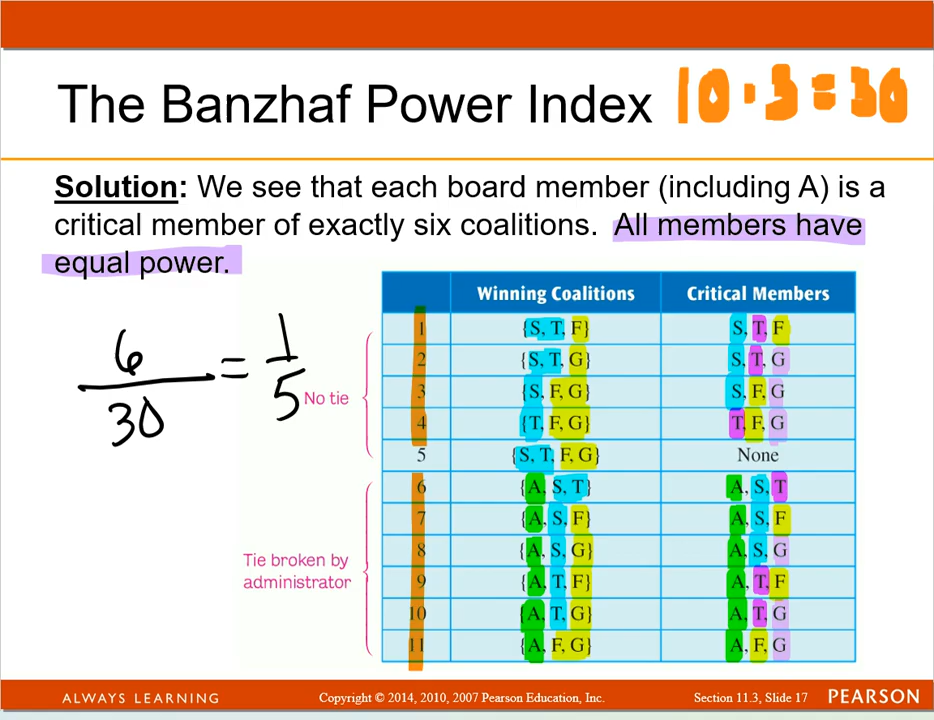 The Banzhaf Power Index 10 · 3 = 30
Solution: We see that each board member (including A) is a
critical member of exactly six coalitions. All members have
equal power.
6/30 = 1/5
Winning Coalitions Critical Members
No tie
1 {S, T, F} S, T, F
2 {S, T, G} S, T, G
3 {S, F, G} S, F, G
4 {T, F, G} T, F, G
5 {S, T, F, G} None
Tie broken by
administrator
6 {A, S, T} A, S, T
7 {A, S, F} A, S, F
8 {A, S, G} A, S, G
9 {A, T, F} A, T, F
10 {A, T, G} A, T, G
11 {A, F, G} A, F, G
ALWAYS LEARNING Copyright © 2014, 2010, 2007 Pearson Education, Inc. Section 11.3, Slide 17 PEARSON